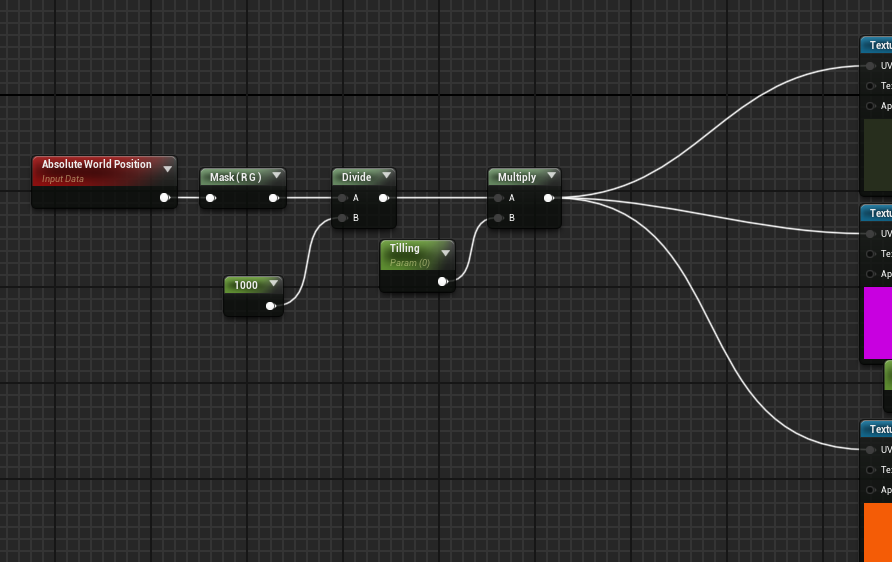 Absolute World Position
Input Data
Mask ( R G )
Divide
A
B
1000
Tilling
Param (0)
Multiply
A
B
Textu
UV
Te
Ap
Textu
UV
Te
Ap
Textu
UV
Te
Ap